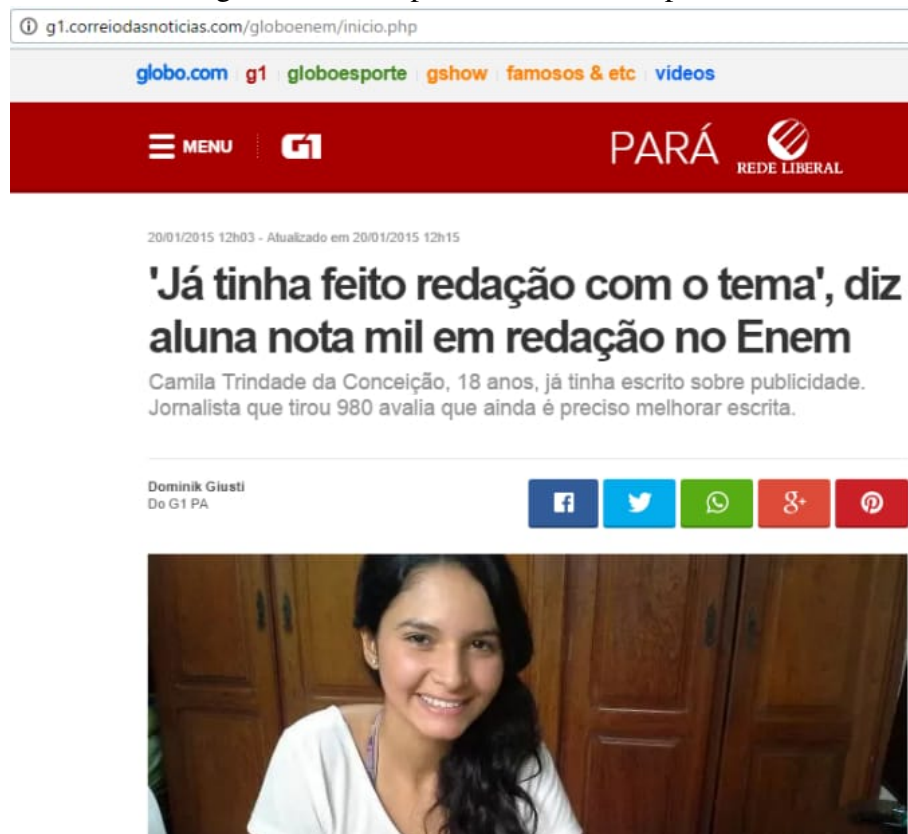 g1.correiodasnoticias.com/globoenem/inicio.php
globo.com g1 globoesporte gshow famosos & etc vídeos
MENU G1 PARÁ REDE LIBERAL
20/01/2015 12h03 - Atualizado em 20/01/2015 12h15
'Já tinha feito redação com o tema', diz
aluna nota mil em redação no Enem
Camila Trindade da Conceição, 18 anos, já tinha escrito sobre publicidade.
Jornalista que tirou 980 avalia que ainda é preciso melhorar escrita.
Dominik Giusti
Do G1 PA